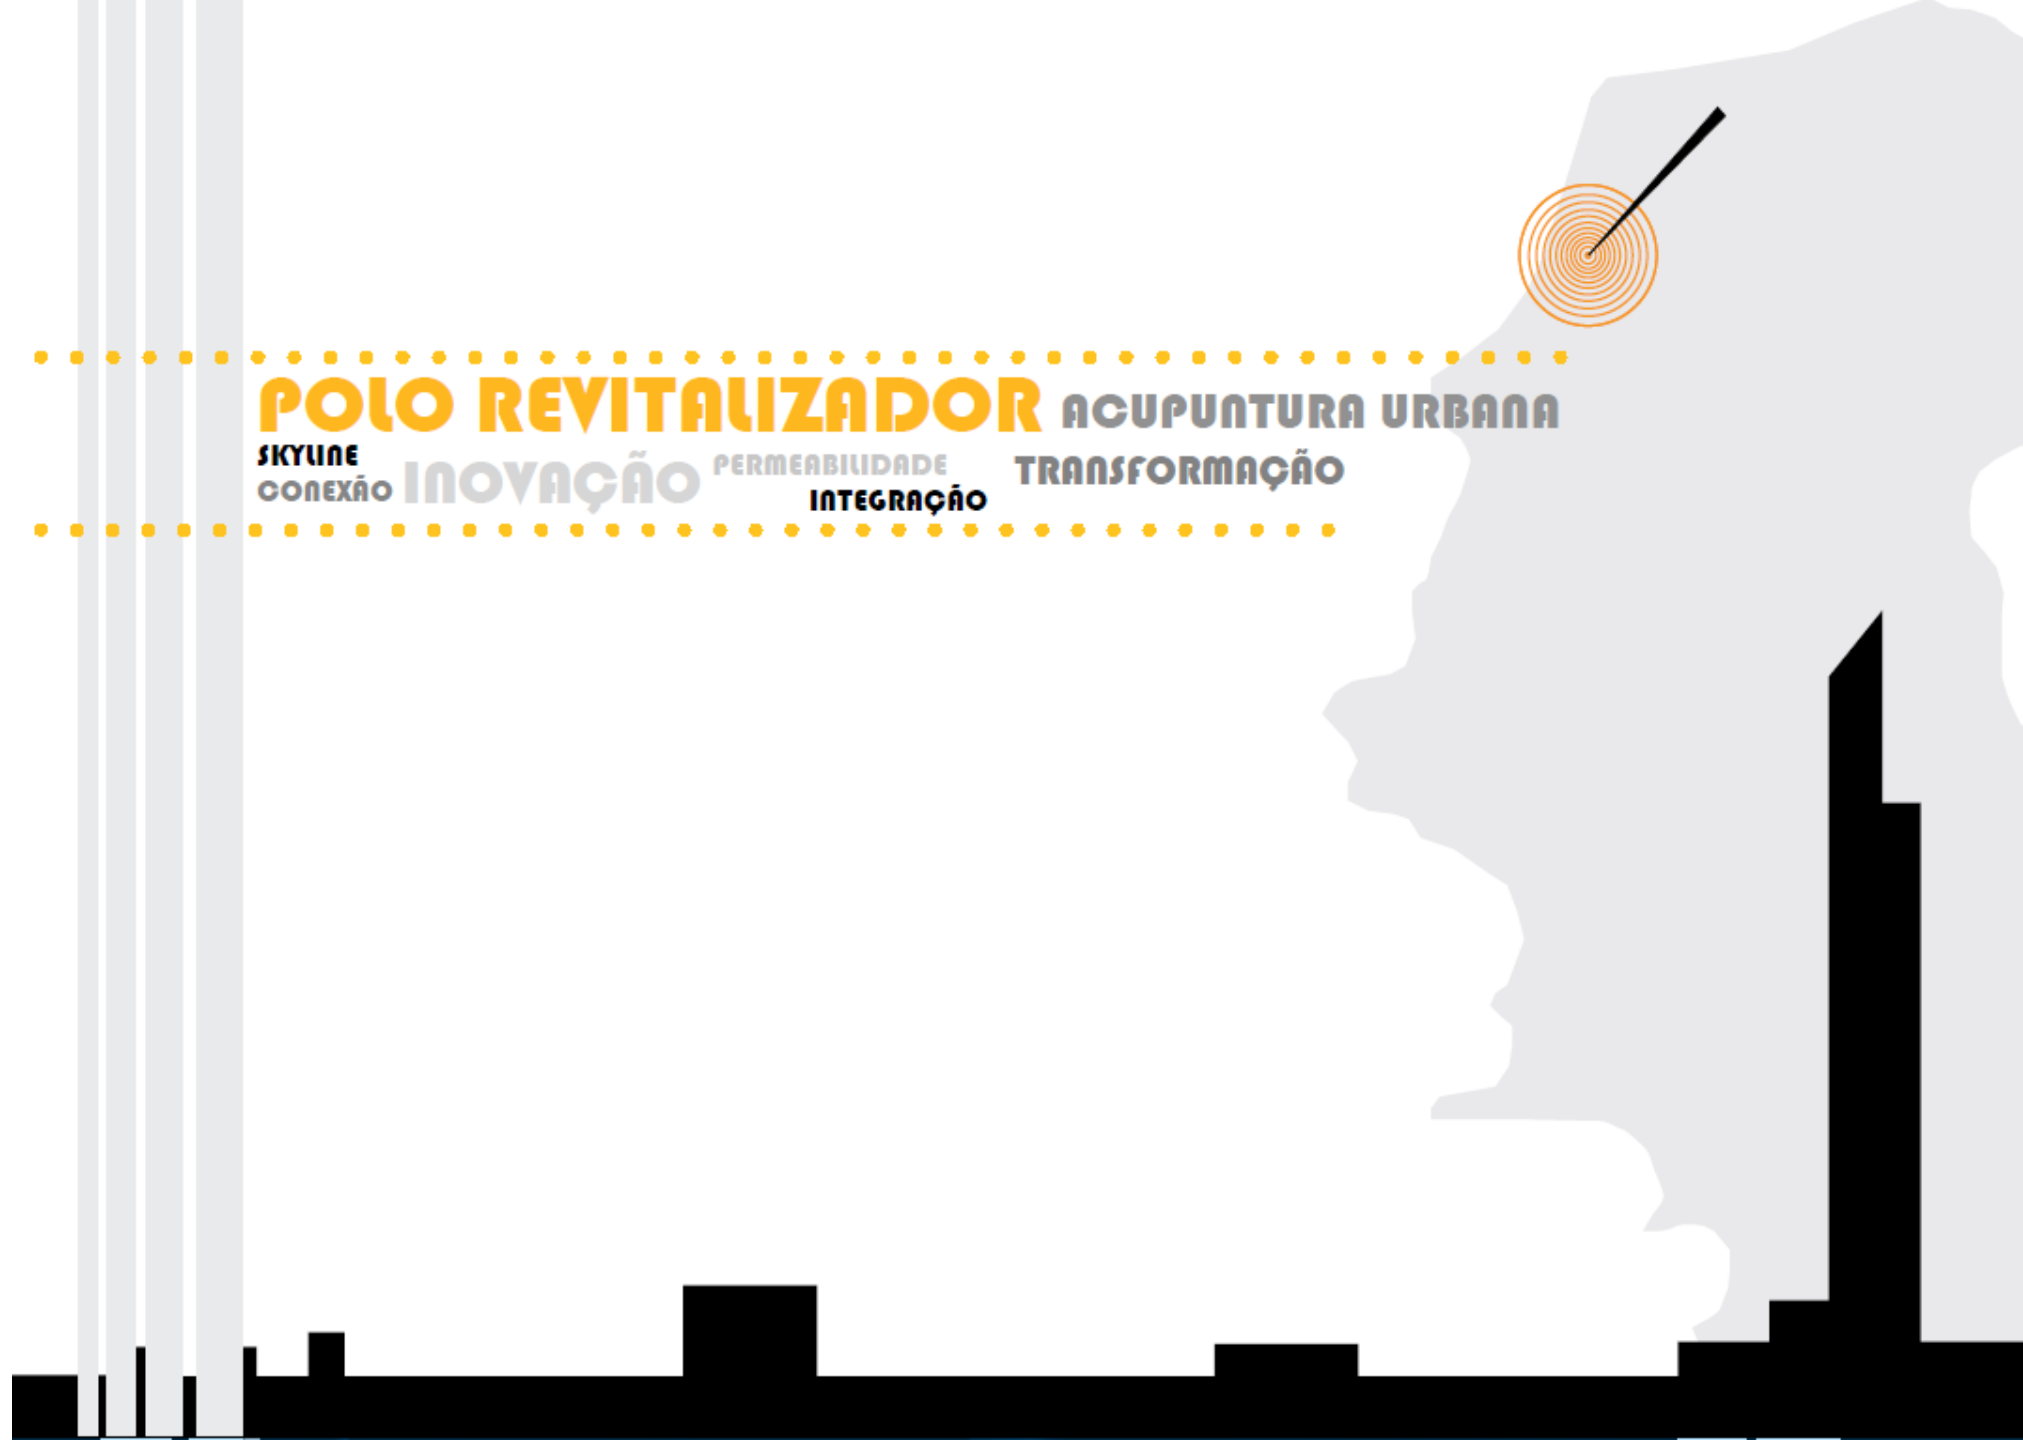 POLO REVITALIZADOR ACUPUNTURA URBANA
SKYLINE
CONEXÃO INOVAÇÃO PERMEABILIDADE
INTEGRAÇÃO
TRANSFORMAÇÃO